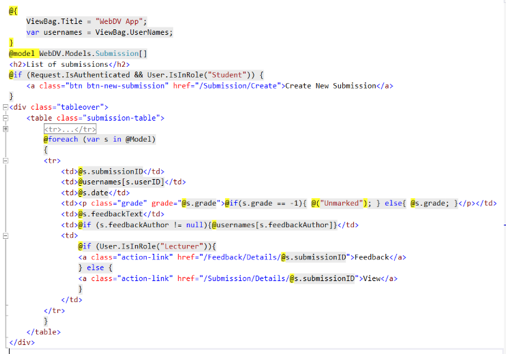 @{
ViewBag.Title = "WebDV App";
var usernames = ViewBag.UserNames;
}
@model WebDV.Models.Submission[]
<h2>List of submissions</h2>
@if (Request.IsAuthenticated && User.IsInRole("Student")) {
<a class="btn btn-new-submission" href="/Submission/Create">Create New Submission</a>
}
<div class="tableover">
<table class="submission-table">
<tr>...</tr>
@foreach (var s in @Model)
{
<tr>
<td>@s.submissionID</td>
<td>@usernames[s.userID]</td>
<td>@s.date</td>
<td><p class="grade" grade="@s.grade">@if(s.grade == -1){ @("Unmarked"); } else{ @s.grade; }</p></td>
<td>@s.feedbackText</td>
<td>@if (s.feedbackAuthor != null){@usernames[s.feedbackAuthor]}</td>
<td>
@if (User.IsInRole("Lecturer")){
<a class="action-link" href="/Feedback/Details/@s.submissionID">Feedback</a>
} else {
<a class="action-link" href="/Submission/Details/@s.submissionID">View</a>
}
</td>
</tr>
}
</table>
</div>